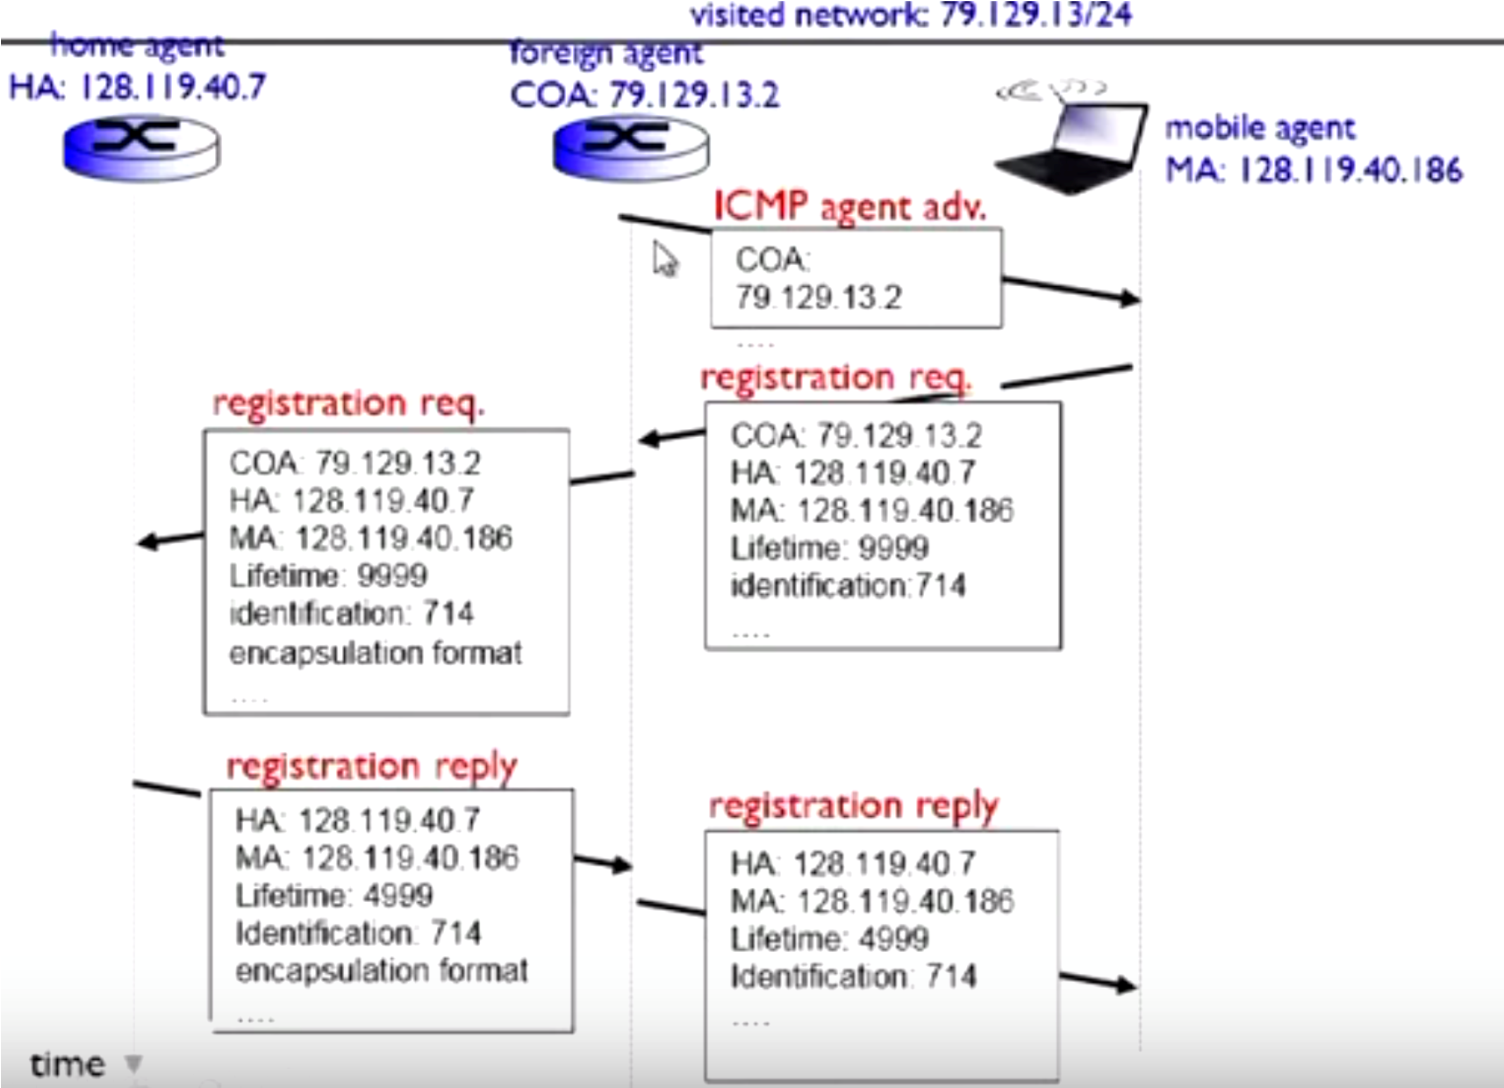 visited network: 79.129.13/24
home agent
HA: 128.119.40.7
foreign agent
COA: 79.129.13.2
mobile agent
MA: 128.119.40.186
ICMP agent adv.
COA:
79.129.13.2
....
registration req.
COA: 79.129.13.2
HA: 128.119.40.7
MA: 128.119.40.186
Lifetime: 9999
identification:714
....
registration req.
COA: 79.129.13.2
HA: 128.119.40.7
MA: 128.119.40.186
Lifetime: 9999
identification: 714
encapsulation format
....
registration reply
HA: 128.119.40.7
MA: 128.119.40.186
Lifetime: 4999
Identification: 714
encapsulation format
....
registration reply
HA: 128.119.40.7
MA: 128.119.40.186
Lifetime: 4999
Identification: 714
....
time